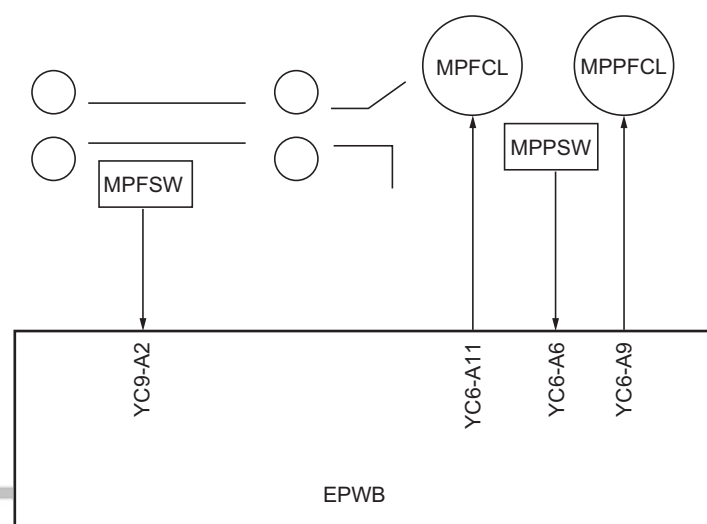 MPFCL
MPPFCL
MPPSW
MPFSW
YC9-A2
YC6-A11
YC6-A6
YC6-A9
EPWB